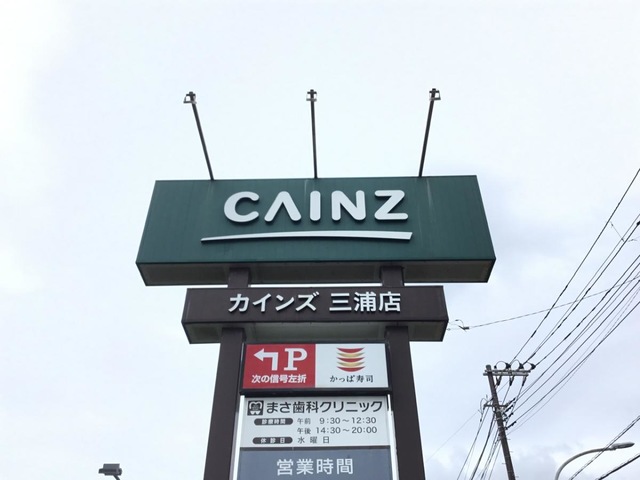 CAINZ
カインズ 三浦店
P
次の信号左折
かっぱ寿司
まさ歯科クリニック
診療時間 午前 9:30～12:30
午後 14:30～20:00
休診日 水曜日
営業時間